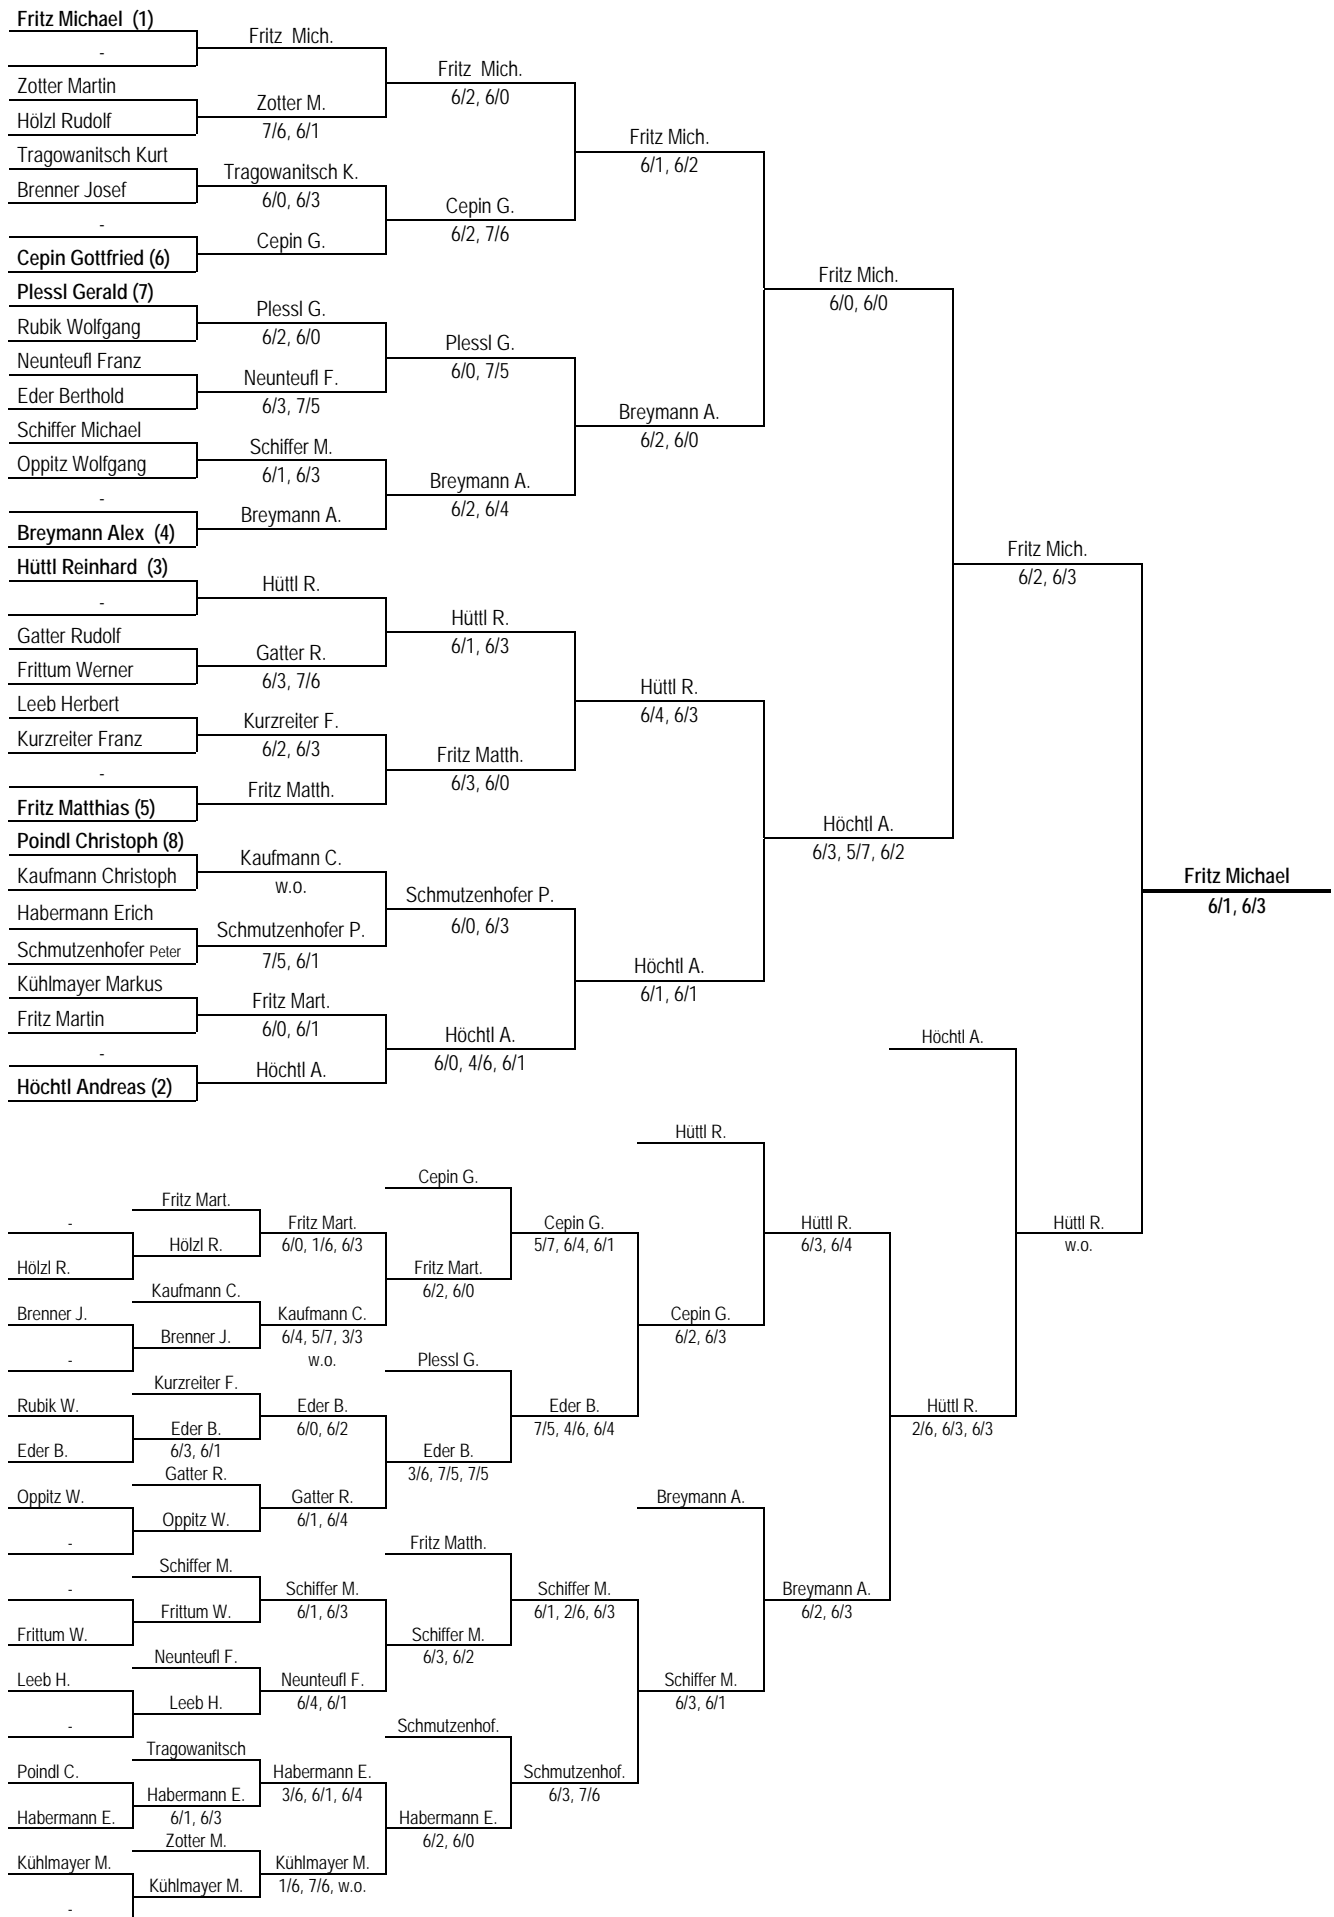 Fritz Michael (1)
Fritz Mich.
-
Fritz Mich.
Zotter Martin
6/2, 6/0
Zotter M.
Hölzl Rudolf
7/6, 6/1
Fritz Mich.
Tragowanitsch Kurt
6/1, 6/2
Tragowanitsch K.
Brenner Josef
6/0, 6/3
Cepin G.
-
6/2, 7/6
Cepin G.
Cepin Gottfried (6)
Fritz Mich.
Plessl Gerald (7)
6/0, 6/0
Plessl G.
Rubik Wolfgang
6/2, 6/0
Plessl G.
Neunteufl Franz
6/0, 7/5
Neunteufl F.
Eder Berthold
6/3, 7/5
Breymann A.
Schiffer Michael
6/2, 6/0
Schiffer M.
Oppitz Wolfgang
6/1, 6/3
Breymann A.
-
6/2, 6/4
Breymann A.
Breymann Alex (4)
Fritz Mich.
Hüttl Reinhard (3)
6/2, 6/3
Hüttl R.
-
Hüttl R.
Gatter Rudolf
6/1, 6/3
Gatter R.
Frittum Werner
6/3, 7/6
Hüttl R.
Leeb Herbert
6/4, 6/3
Kurzreiter F.
Kurzreiter Franz
6/2, 6/3
Fritz Matth.
-
6/3, 6/0
Fritz Matth.
Fritz Matthias (5)
Höchtl A.
Poindl Christoph (8)
6/3, 5/7, 6/2
Kaufmann C.
Kaufmann Christoph
w.o.
Fritz Michael
6/1, 6/3
Schmutzenhofer P.
Habermann Erich
6/0, 6/3
Schmutzenhofer P.
Schmutzenhofer Peter
7/5, 6/1
Höchtl A.
Kühlmayer Markus
6/1, 6/1
Fritz Mart.
Fritz Martin
6/0, 6/1
Höchtl A.
Höchtl A.
-
6/0, 4/6, 6/1
Höchtl A.
Höchtl Andreas (2)
Hüttl R.
Cepin G.
Fritz Mart.
-
Fritz Mart.
Cepin G.
Hüttl R.
Hüttl R.
Hölzl R.
6/0, 1/6, 6/3
5/7, 6/4, 6/1
6/3, 6/4
w.o.
Hölzl R.
Fritz Mart.
6/2, 6/0
Kaufmann C.
Brenner J.
Kaufmann C.
Cepin G.
Brenner J.
6/4, 5/7, 3/3
6/2, 6/3
w.o.
-
Plessl G.
Kurzreiter F.
Rubik W.
Eder B.
Eder B.
Hüttl R.
Eder B.
6/0, 6/2
7/5, 4/6, 6/4
2/6, 6/3, 6/3
Eder B.
6/3, 6/1
Eder B.
Gatter R.
3/6, 7/5, 7/5
Oppitz W.
Gatter R.
Breymann A.
Oppitz W.
6/1, 6/4
-
Fritz Matth.
Schiffer M.
-
Schiffer M.
Schiffer M.
Breymann A.
Frittum W.
6/1, 6/3
6/1, 2/6, 6/3
6/2, 6/3
Frittum W.
Schiffer M.
6/3, 6/2
Neunteufl F.
Leeb H.
Neunteufl F.
Schiffer M.
Leeb H.
6/4, 6/1
6/3, 6/1
-
Schmutzenhof.
Tragowanitsch
Poindl C.
Habermann E.
Schmutzenhof.
Habermann E.
3/6, 6/1, 6/4
6/3, 7/6
Habermann E.
6/1, 6/3
Habermann E.
Zotter M.
6/2, 6/0
Kühlmayer M.
Kühlmayer M.
Kühlmayer M.
1/6, 7/6, w.o.
-